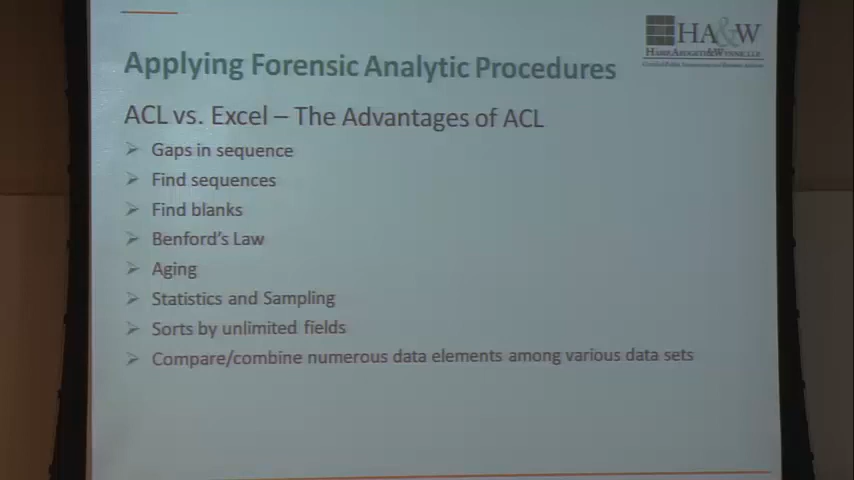 HA&W
Applying Forensic Analytic Procedures
ACL vs. Excel – The Advantages of ACL
Gaps in sequence
Find sequences
Find blanks
Benford's Law
Aging
Statistics and Sampling
Sorts by unlimited fields
Compare/combine numerous data elements among various data sets